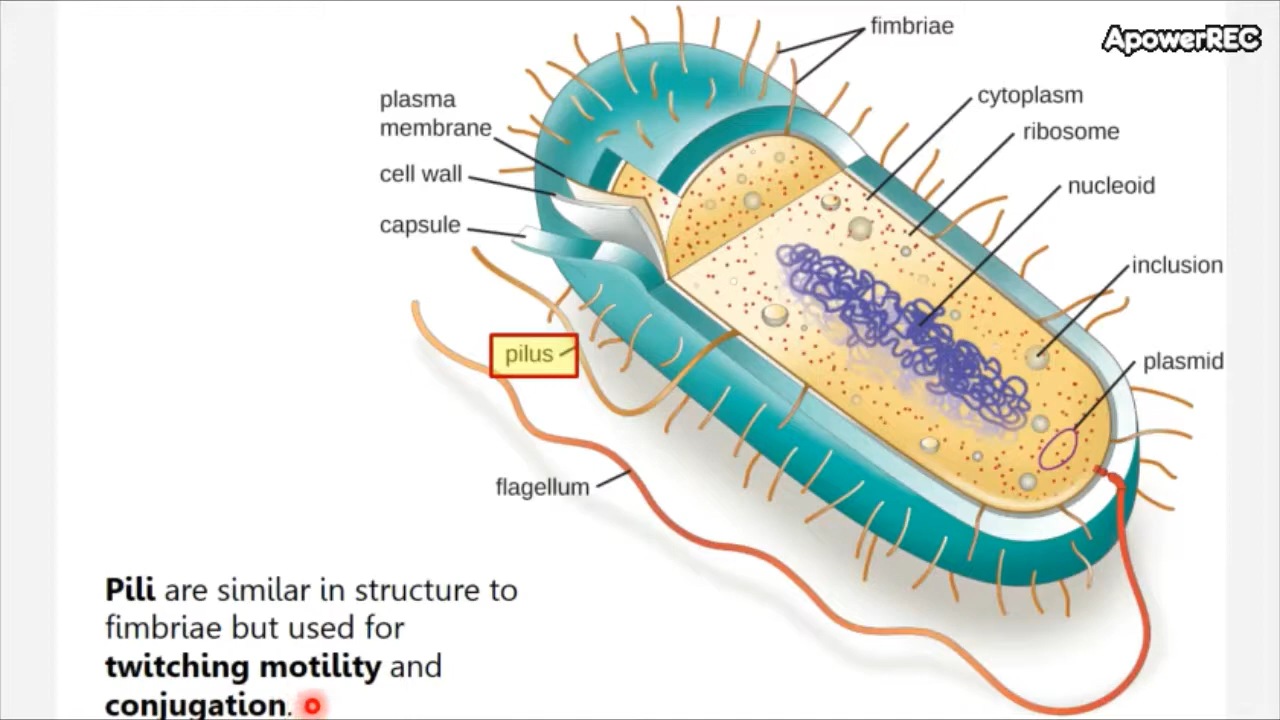 ApowerREC
fimbriae
plasma
membrane
cytoplasm
ribosome
cell wall
nucleoid
capsule
inclusion
pilus
plasmid
flagellum
Pili are similar in structure to
fimbriae but used for
twitching motility and
conjugation.